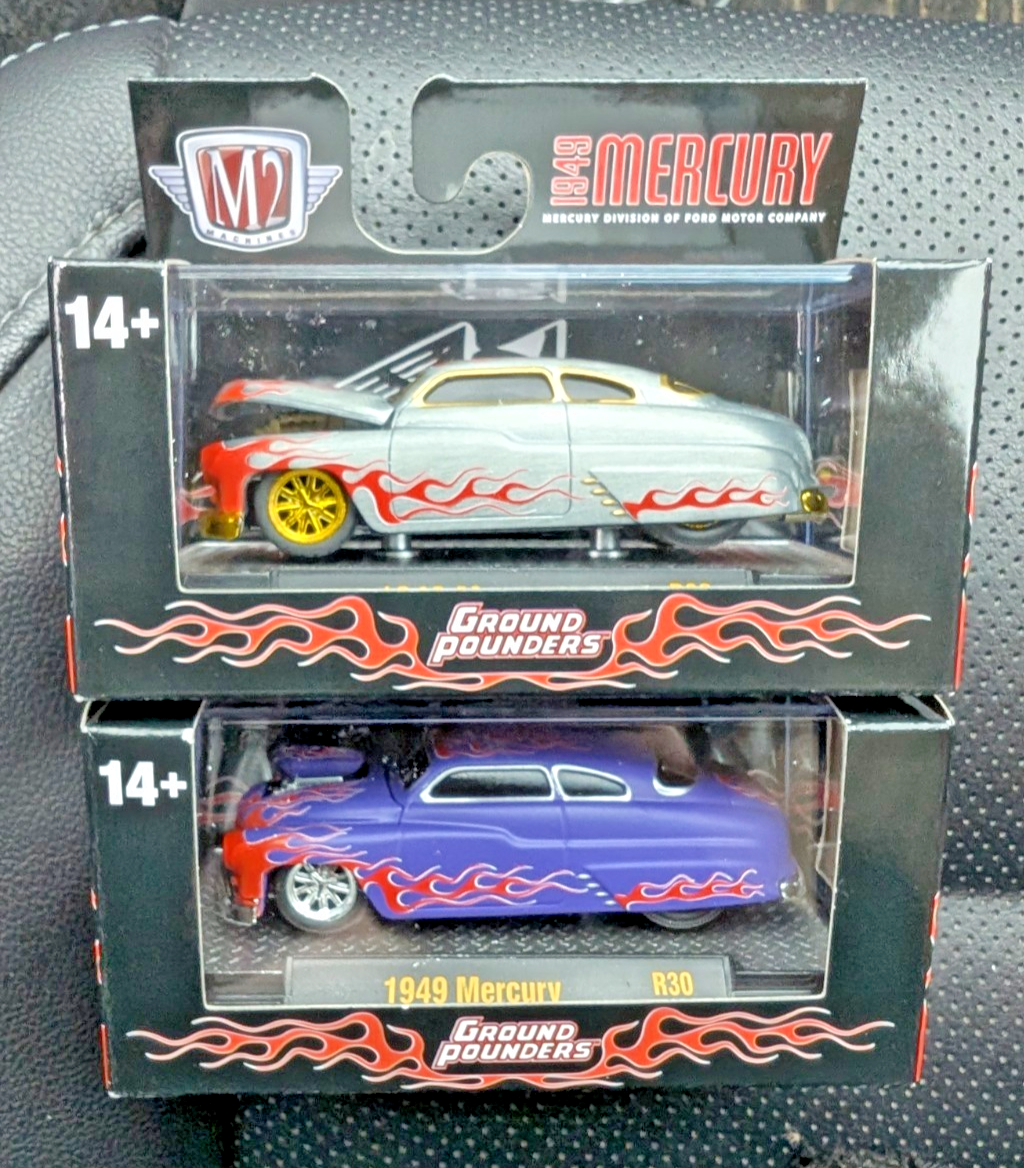 M2
MACHINES
1949 MERCURY
MERCURY DIVISION OF FORD MOTOR COMPANY
14+
GROUND
POUNDERS
14+
1949 Mercury R30
GROUND
POUNDERS